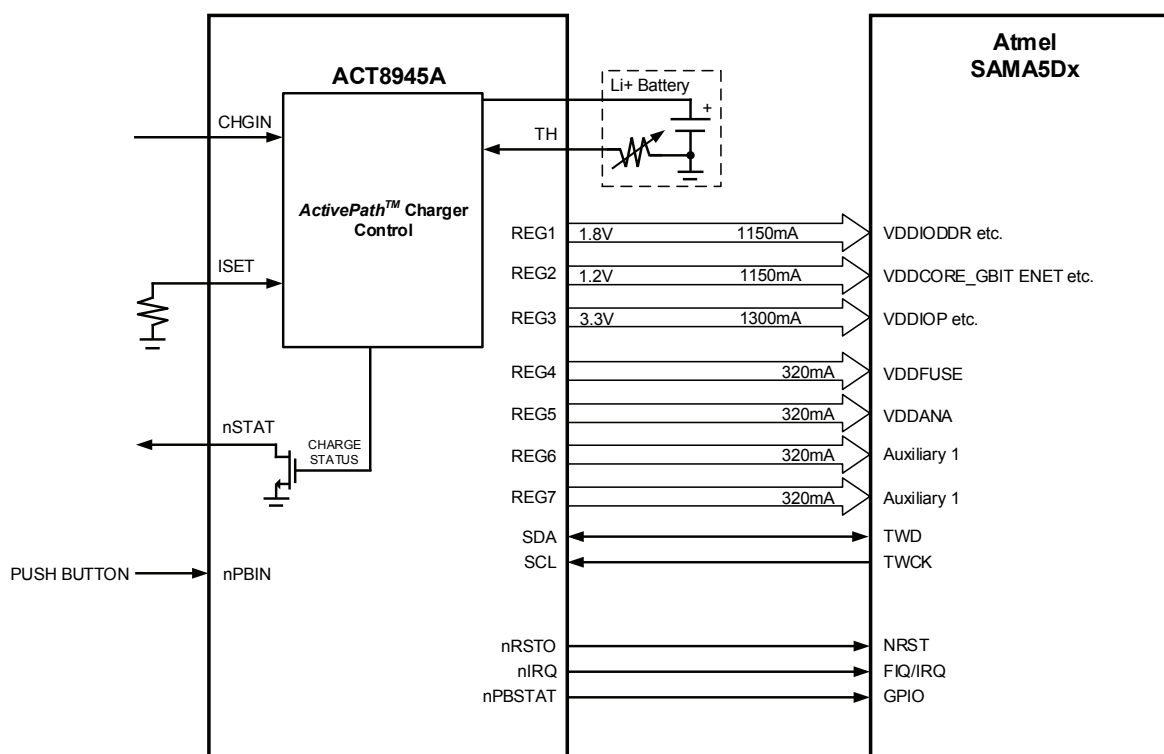 Atmel
SAMA5Dx
ACT8945A
Li+ Battery
+
CHGIN
TH
ActivePath™ Charger
Control
REG1 1.8V 1150mA VDDIODDR etc.
ISET
REG2 1.2V 1150mA VDDCORE_GBIT ENET etc.
REG3 3.3V 1300mA VDDIOP etc.
REG4 320mA VDDFUSE
REG5 320mA VDDANA
nSTAT
CHARGE
STATUS
REG6 320mA Auxiliary 1
REG7 320mA Auxiliary 1
SDA TWD
SCL TWCK
PUSH BUTTON nPBIN
nRSTO NRST
nIRQ FIQ/IRQ
nPBSTAT GPIO